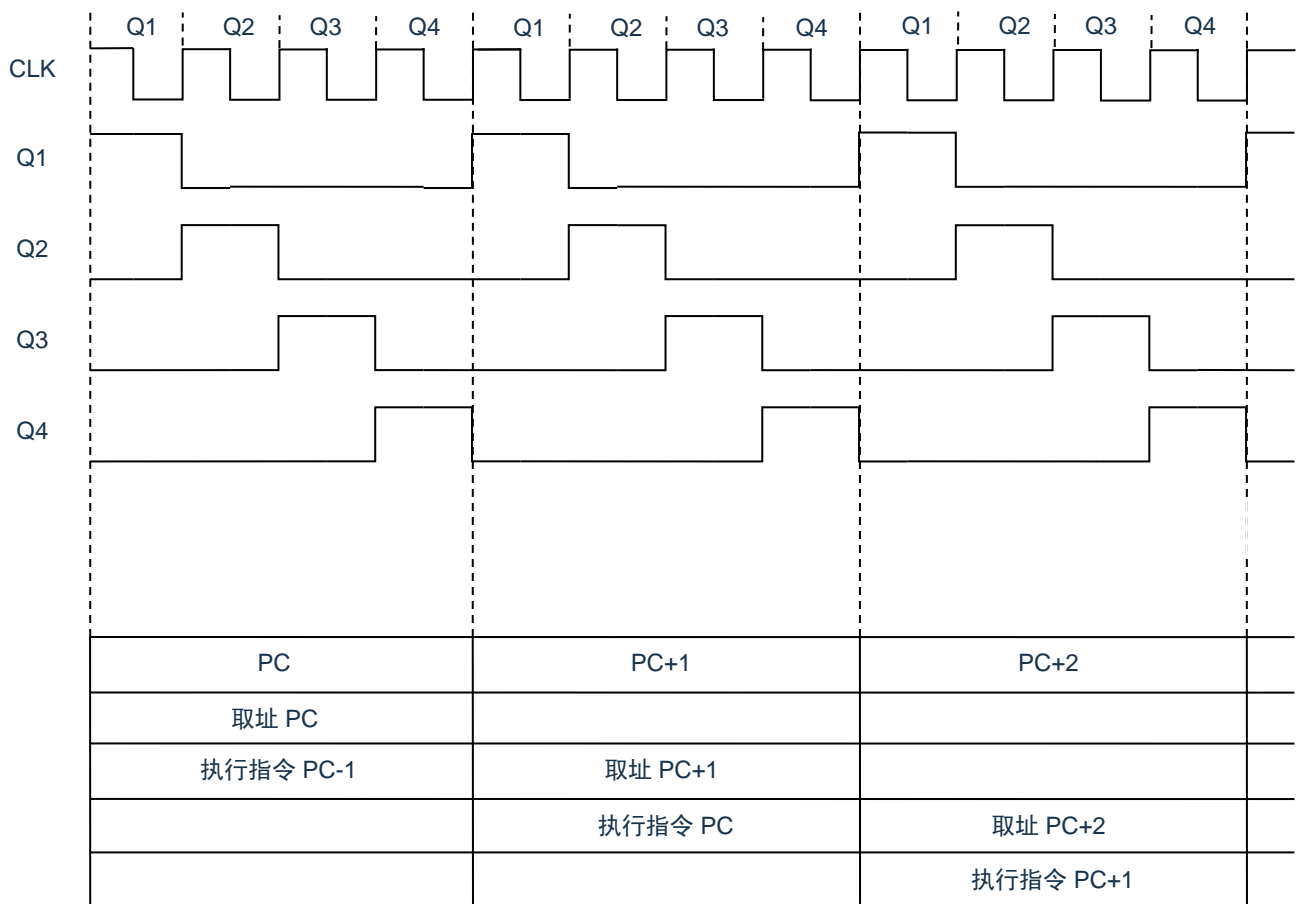 Q1 Q2 Q3 Q4 Q1 Q2 Q3 Q4 Q1 Q2 Q3 Q4
CLK
Q1
Q2
Q3
Q4
PC PC+1 PC+2
取址 PC
执行指令 PC-1 取址 PC+1
执行指令 PC 取址 PC+2
执行指令 PC+1